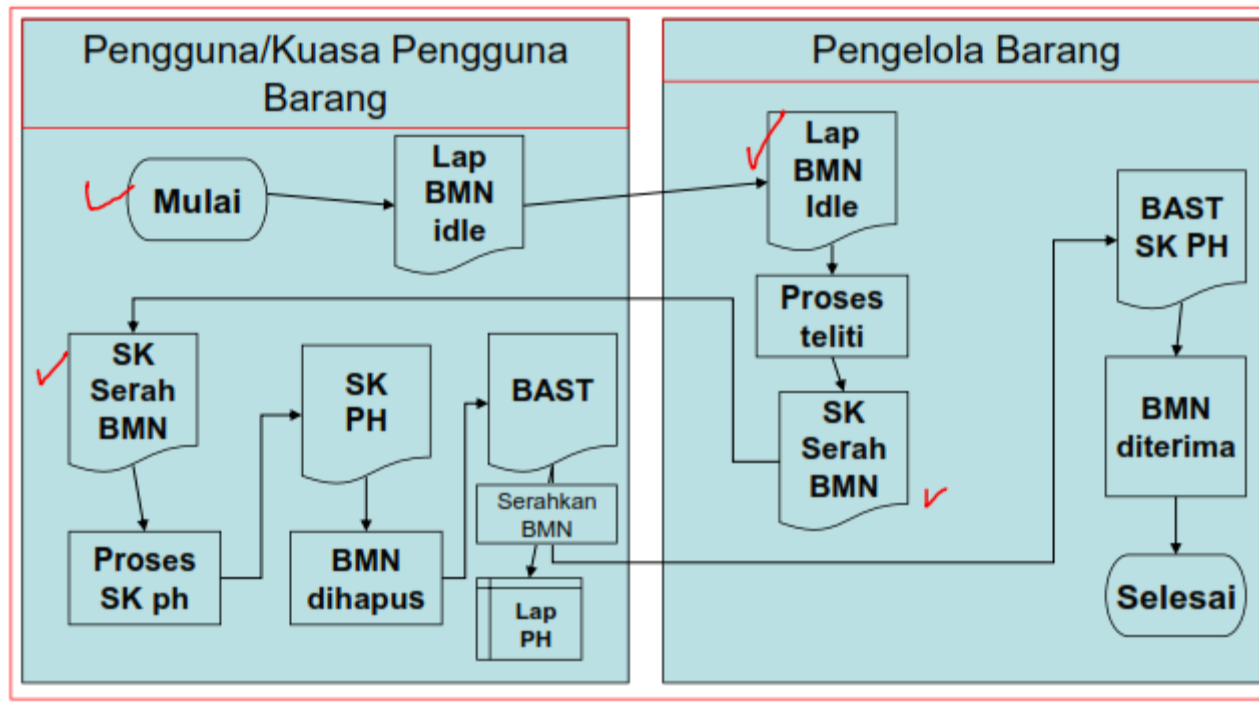 Pengguna/Kuasa Pengguna
Barang
Mulai
Lap
BMN
idle
SK
Serah
BMN
Proses
SK ph
SK
PH
BMN
dihapus
BAST
Serahkan
BMN
Lap
PH
Pengelola Barang
Lap
BMN
Idle
Proses
teliti
SK
Serah
BMN
BAST
SK PH
BMN
diterima
Selesai